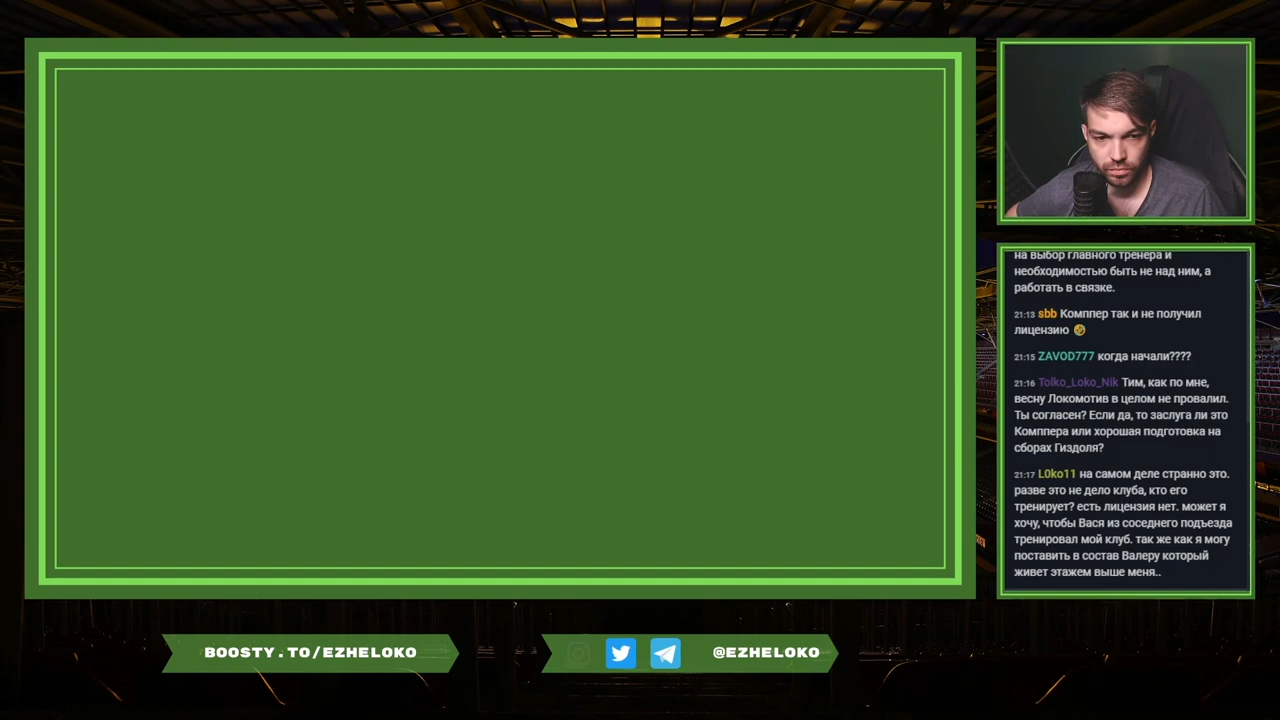 на выбор главного тренера и
необходимостью быть не над ним, а
работать в связке.
21:13 sbb Комппер так и не получил
лицензию 🤣
21:15 ZAVOD777 когда начали????
21:16 Tolko_Loko_Nik Тим, как по мне,
весну Локомотив в целом не провалил.
Ты согласен? Если да, то заслуга ли это
Комппера или хорошая подготовка на
сборах Гиздоля?
21:17 L0ko11 на самом деле странно это.
разве это не дело клуба, кто его
тренирует? есть лицензия нет. может я
хочу, чтобы Вася из соседнего подъезда
тренировал мой клуб. так же как я могу
поставить в состав Валеру который
живет этажем выше меня..
BOOSTY.TO/EZHELOKO
@EZHELOKO